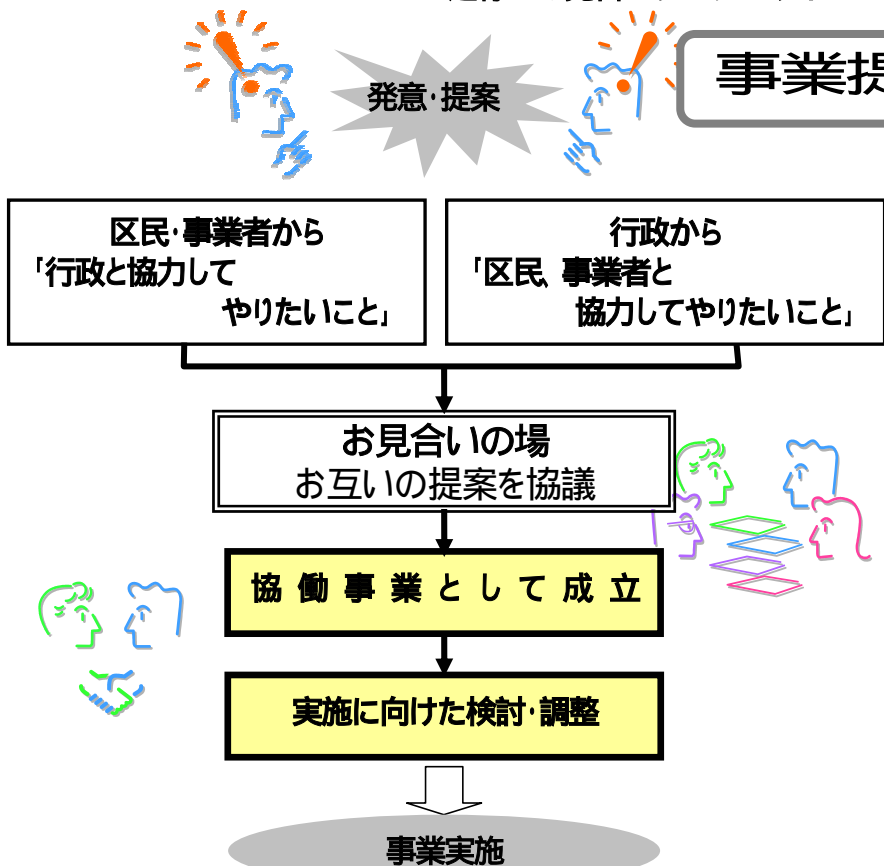 発意・提案
事業提
区民・事業者から
「行政と協力して
やりたいこと」
行政から
「区民、事業者と
協力してやりたいこと」
お見合いの場
お互いの提案を協議
協働事業として成立
実施に向けた検討・調整
事業実施